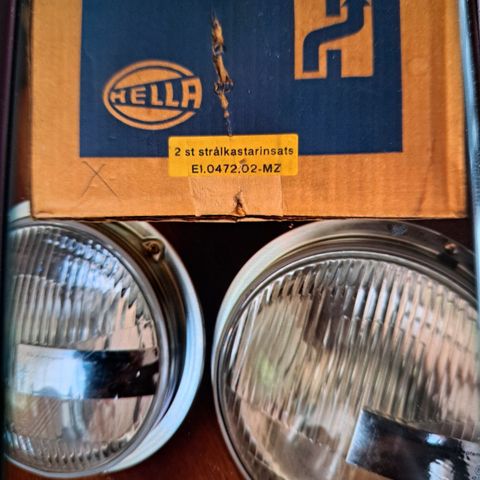 HELLA
2 st strålkastarinsats
E1.0472.02-MZ